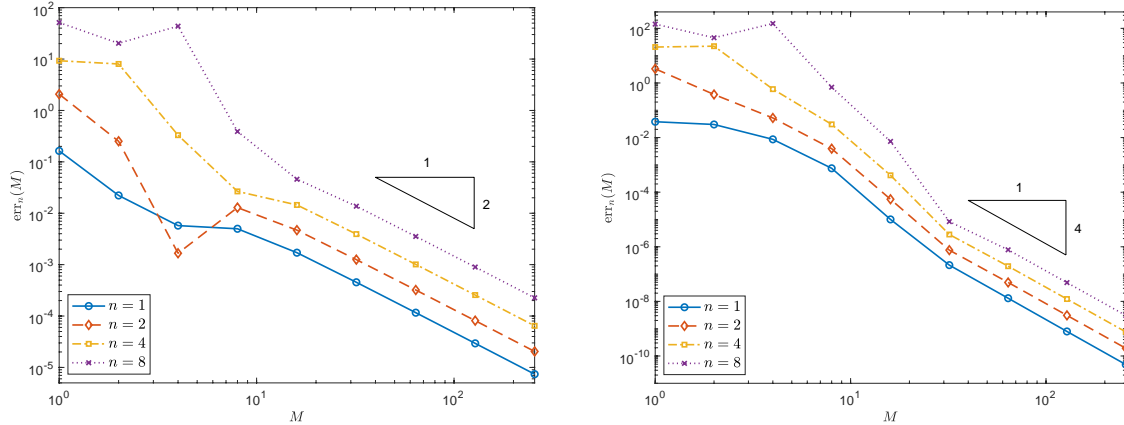 10^2
10^1
10^0
10^-1
10^-2
10^-3
10^-4
10^-5
err_n(M)
1
2
n = 1
n = 2
n = 4
n = 8
10^0
10^1
10^2
M
10^2
10^0
10^-2
10^-4
10^-6
10^-8
10^-10
err_n(M)
1
4
n = 1
n = 2
n = 4
n = 8
10^0
10^1
10^2
M